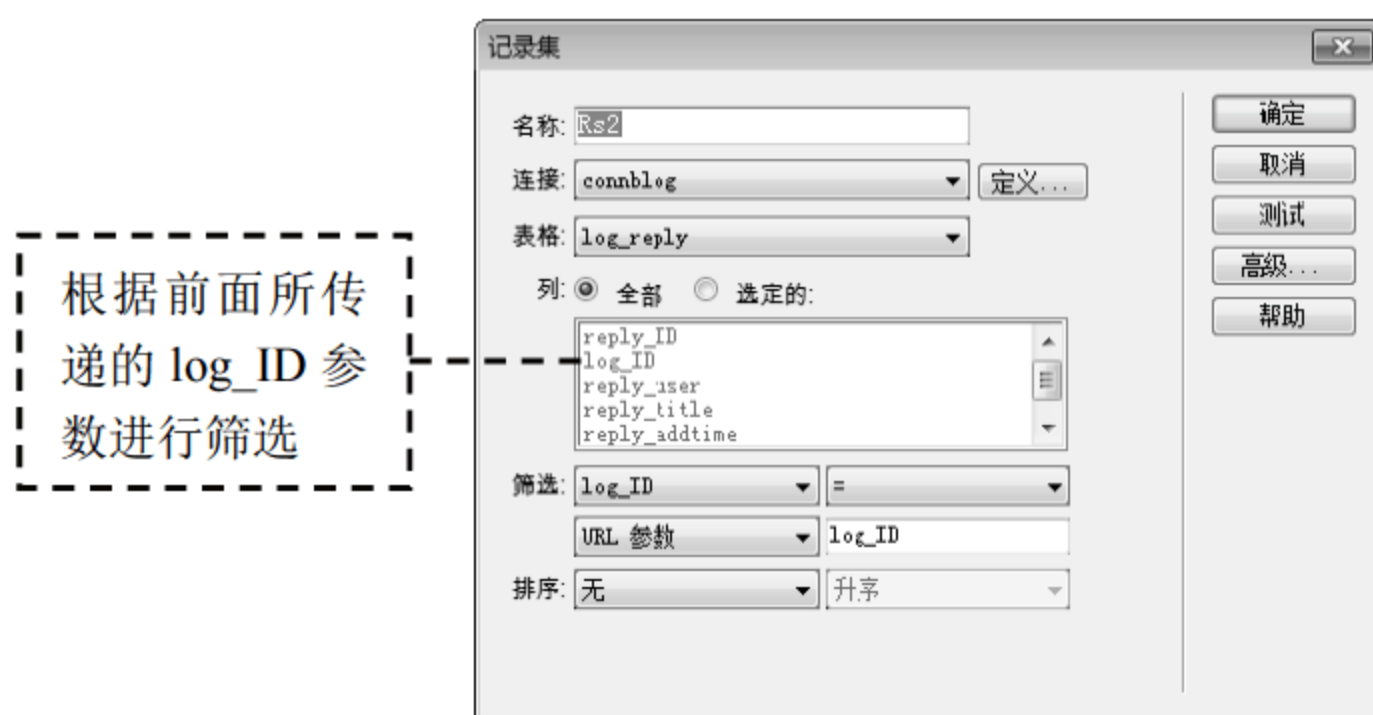 记录集
名称: Rs2
连接: connblog 定义...
表格: log_reply
列: 全部 选定的:
reply_ID
log_ID
reply_user
reply_title
reply_addtime
筛选: log_ID =
URL 参数 log_ID
排序: 无 升序
确定
取消
测试
高级...
帮助
根据前面所传
递的 log_ID 参
数进行筛选